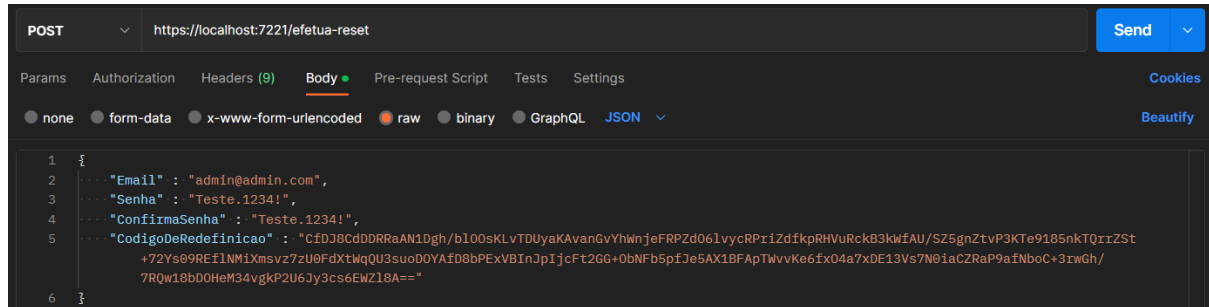 POST https://localhost:7221/efetua-reset Send
Params Authorization Headers (9) Body Pre-request Script Tests Settings Cookies
none form-data x-www-form-urlencoded raw binary GraphQL JSON Beautify
1 {
2 "Email" : "admin@admin.com",
3 "Senha" : "Teste.1234!",
4 "ConfirmaSenha" : "Teste.1234!",
5 "CodigoDeRedefinicao" : "CfDJ8CdDDRRaAN1Dgh/blOOsKLvTDUyaKAvanGvYhWnjeFRPZdO6lvycRPriZdfkpRHVuRckB3kWfAU/SZ5gnZtvP3KTe9185nkTQrrZSt
+72Ys09REflNMiXmsvz7zU0FdXtWqQU3suoDOYAfD8bPExVBInJpIjcFt2GG+ObNFb5pfJe5AX1BFApTWvvKe6fxO4a7xDE13Vs7N0iaCZRaP9afNboC+3rwGh/
7RQw18bDOHeM34vgkP2U6Jy3cs6EWZl8A=="
6 }